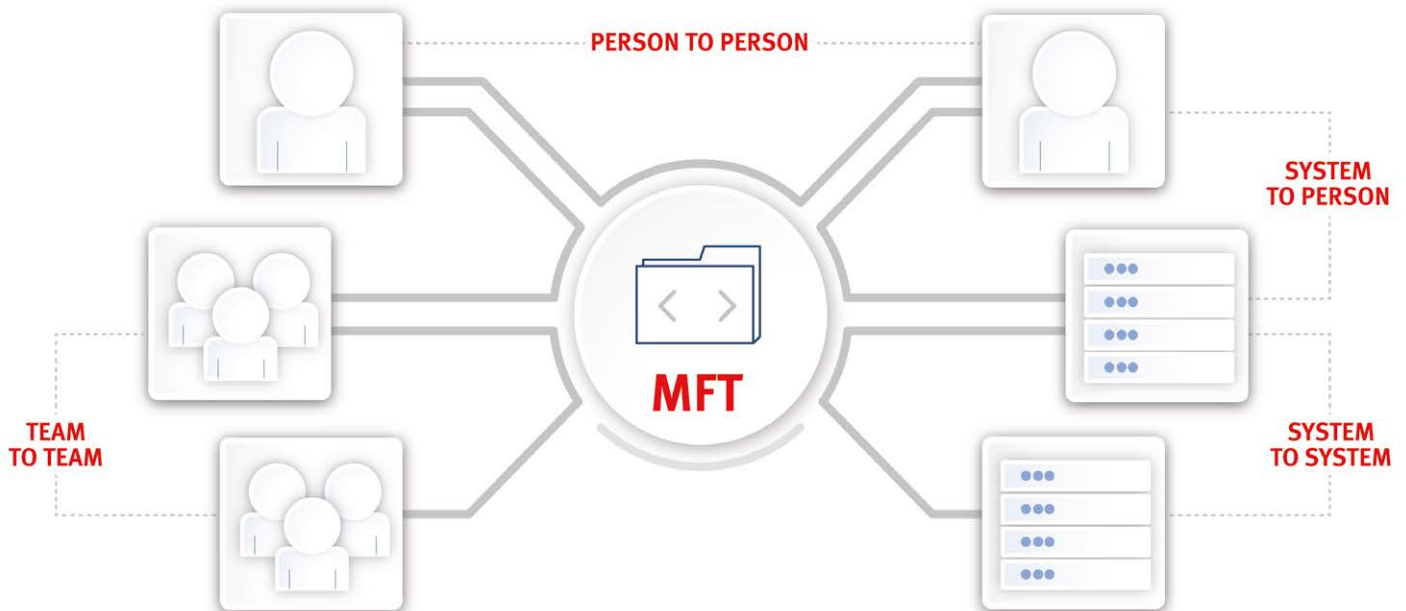 PERSON TO PERSON
SYSTEM
TO PERSON
MFT
TEAM
TO TEAM
SYSTEM
TO SYSTEM